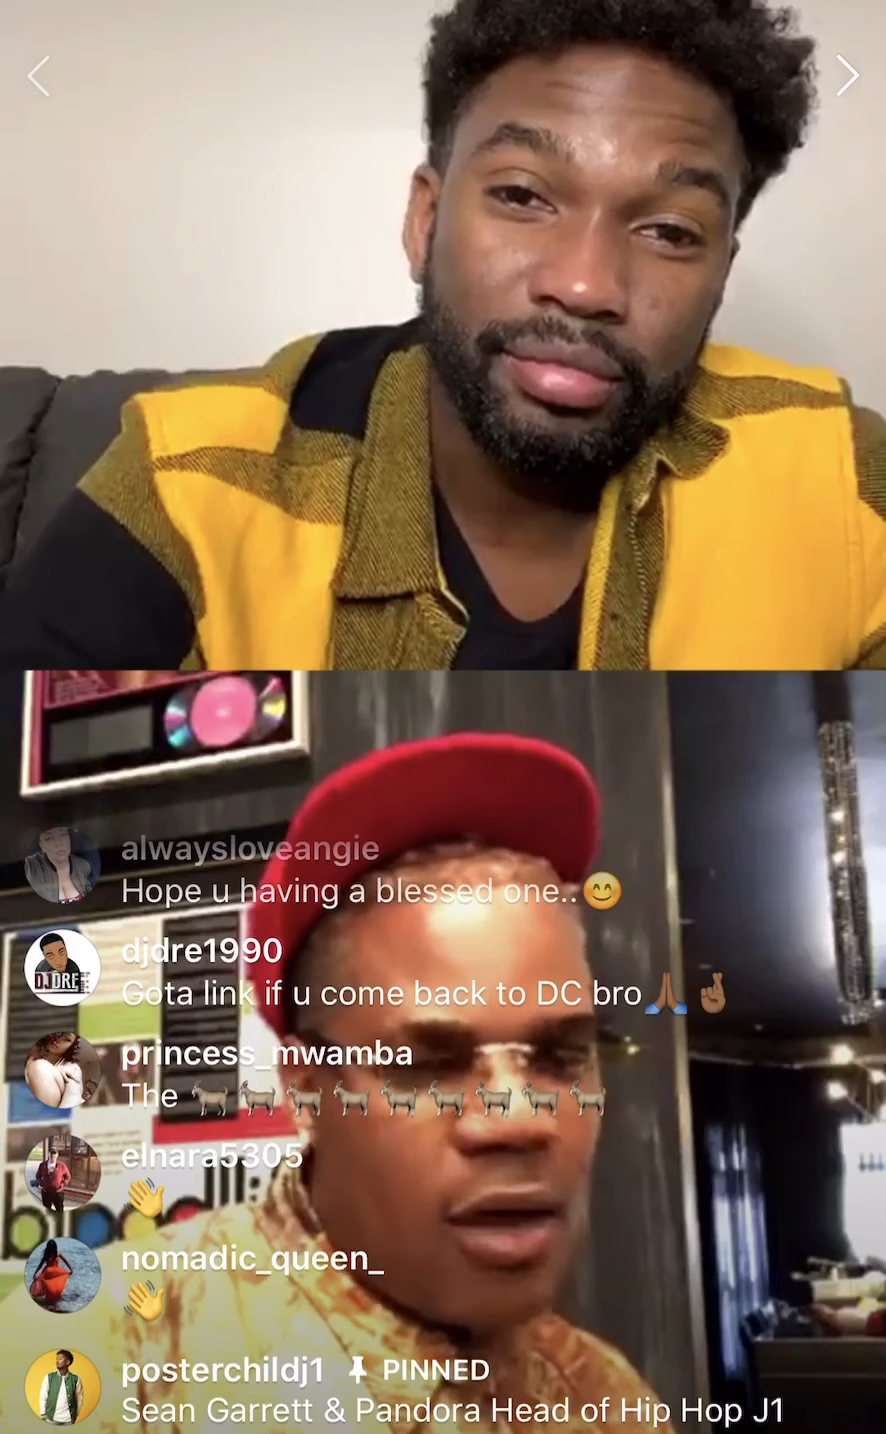 alwaysloveangie
Hope u having a blessed one..😊
djdre1990
DJDRE
Gota link if u come back to DC bro🙏🏾🤞🏾
princess_mwamba
The 🐐🐐🐐🐐🐐🐐🐐🐐🐐
elnara5305
👋
nomadic_queen_
👋
posterchildj1 📌 PINNED
Sean Garrett & Pandora Head of Hip Hop J1